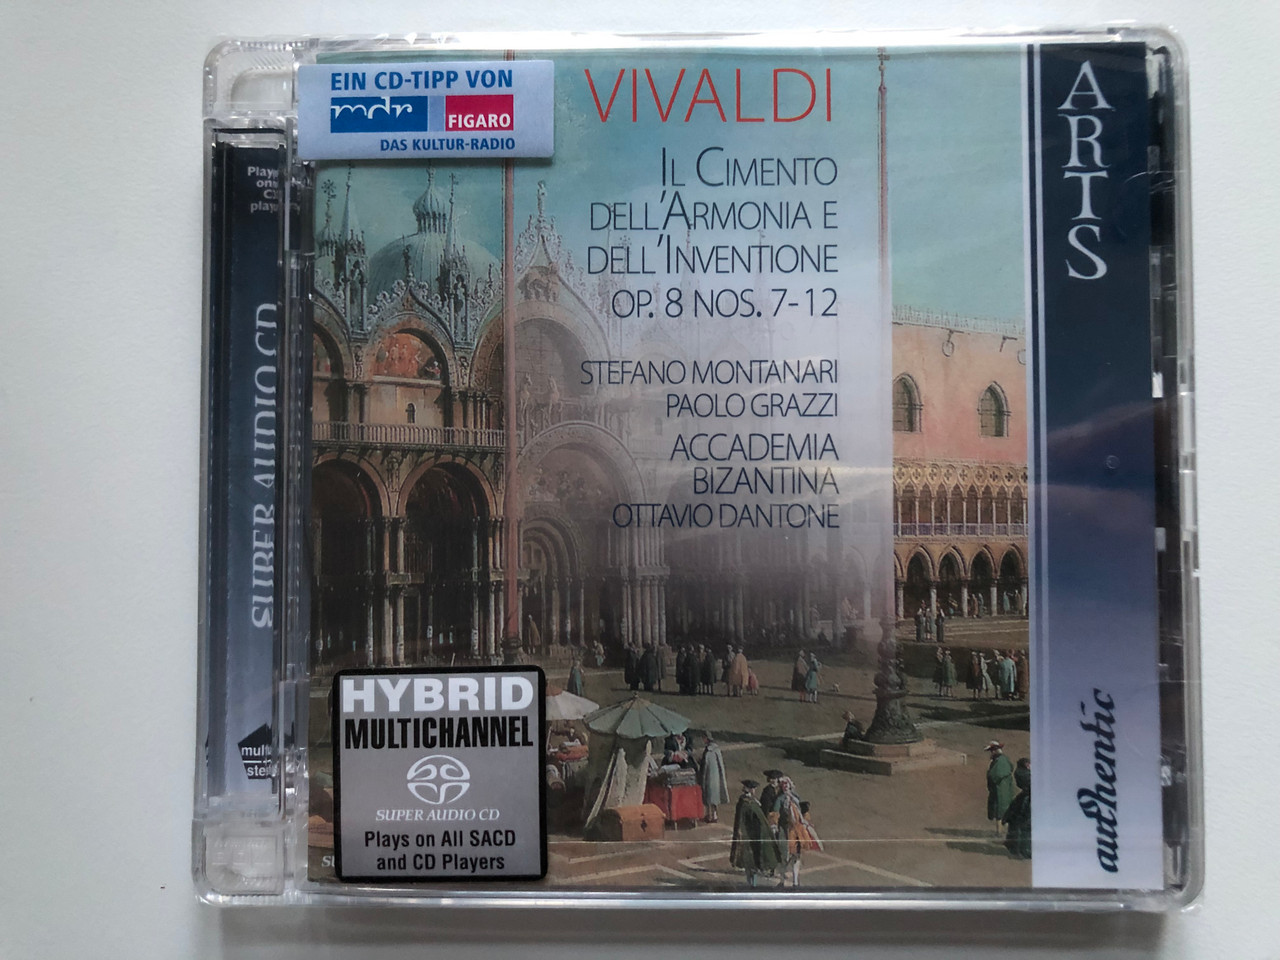 EIN CD-TIPP VON
mdr FIGARO
DAS KULTUR-RADIO
VIVALDI
IL CIMENTO
DELL'ARMONIA E
DELL'INVENTIONE
OP. 8 NOS. 7-12
STEFANO MONTANARI
PAOLO GRAZZI
ACCADEMIA
BIZANTINA
OTTAVIO DANTONE
ARTS
authentic
HYBRID
MULTICHANNEL
SUPER AUDIO CD
Plays on All SACD
and CD Players
SUPER AUDIO CD
players